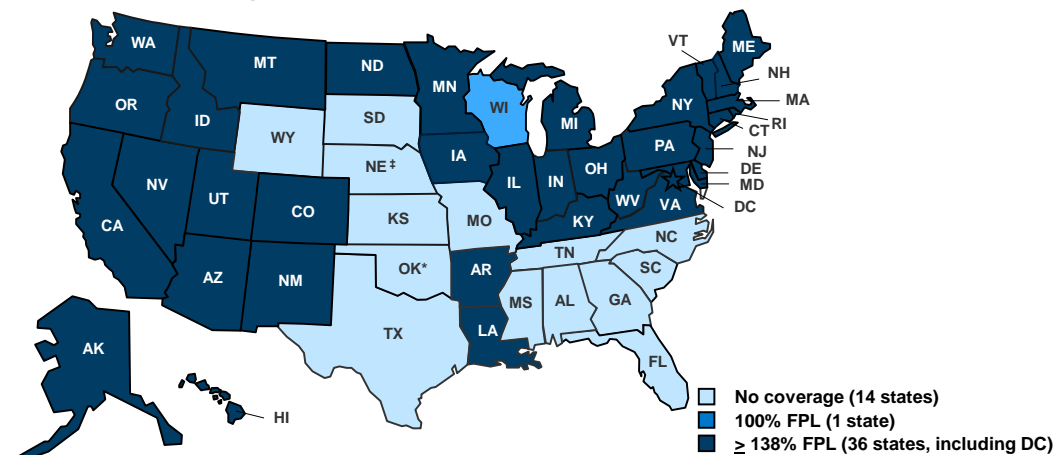 WA
MT
ND
MN
VT
ME
NH
MA
RI
CT
NJ
DE
MD
DC
OR
ID
WY
SD
WI
MI
NY
PA
NE‡
IA
IL
IN
OH
WV
VA
NV
UT
CO
KS
MO
KY
CA
AZ
NM
OK*
AR
TN
NC
SC
MS
AL
GA
TX
LA
FL
AK
HI
No coverage (14 states)
100% FPL (1 state)
≥ 138% FPL (36 states, including DC)